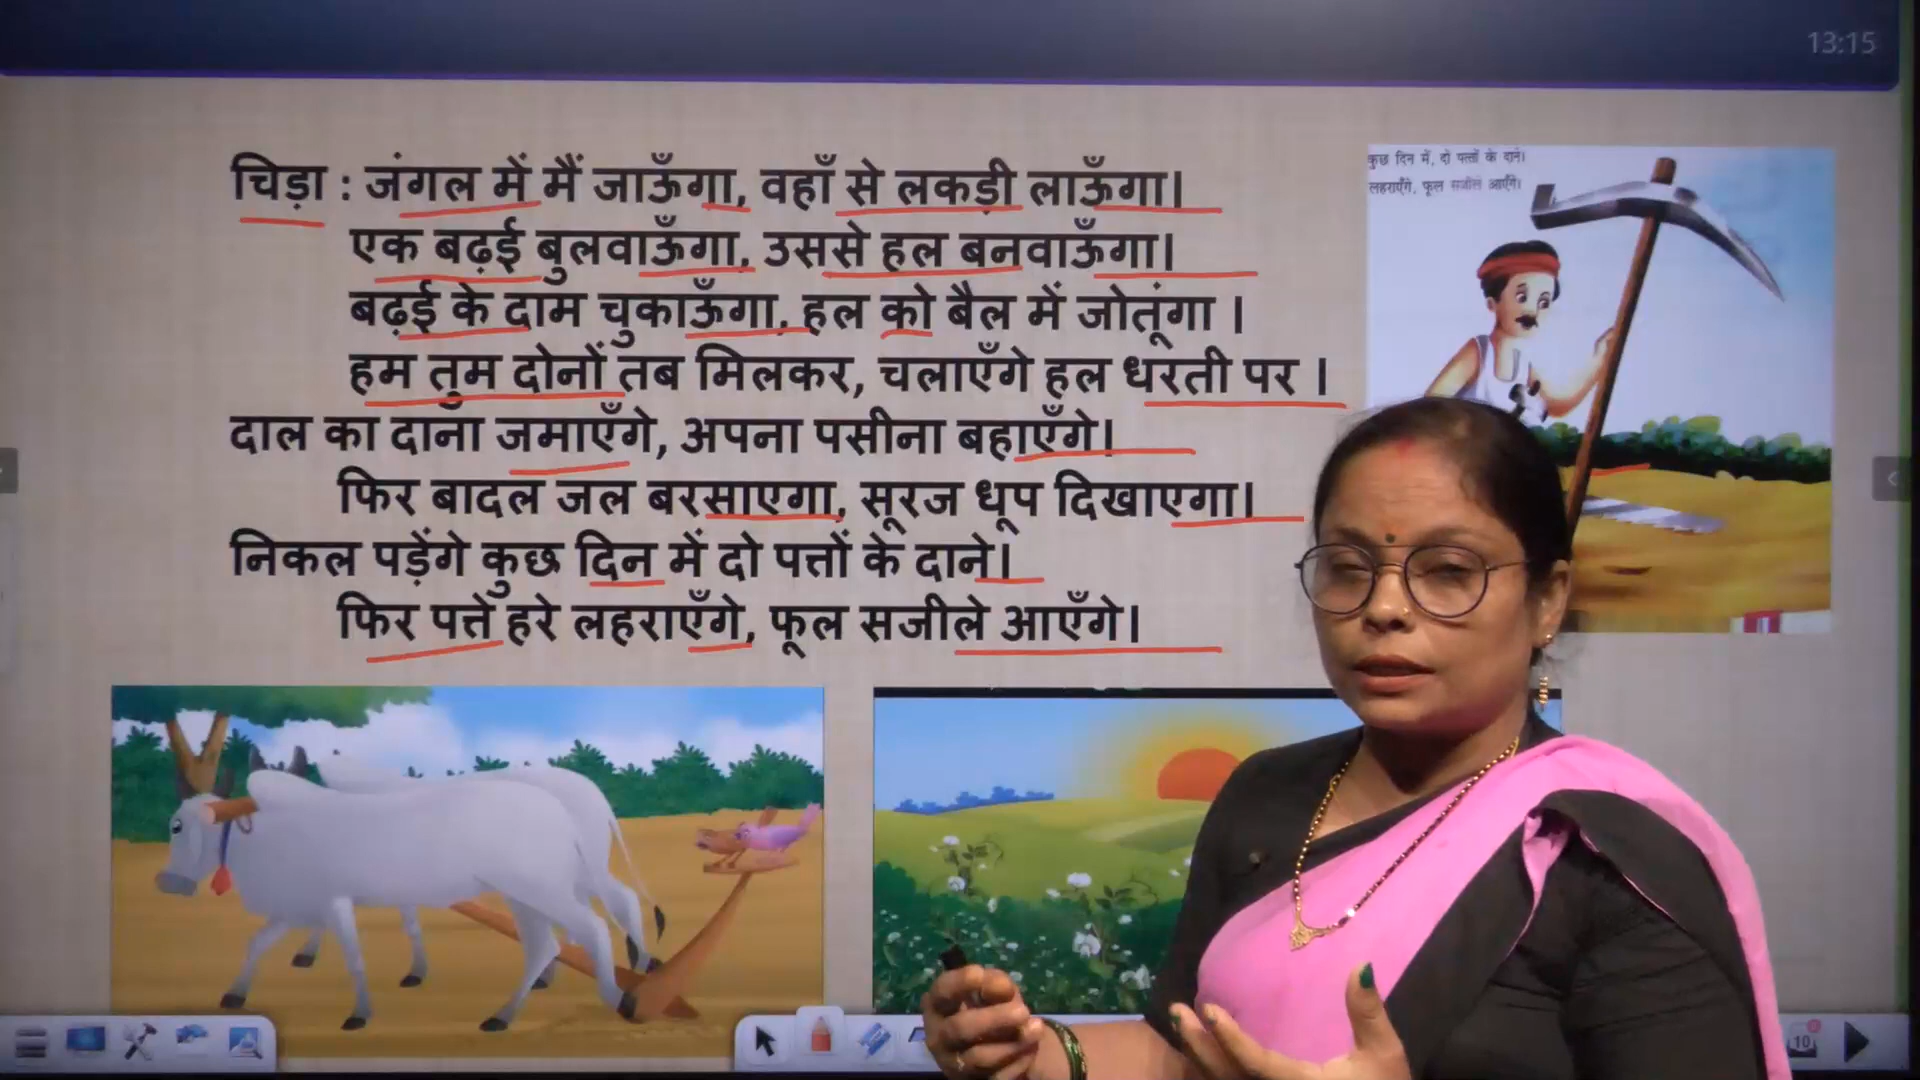 13:15
चिड़ा : जंगल में मैं जाऊँगा, वहाँ से लकड़ी लाऊँगा।
एक बढ़ई बुलवाऊँगा, उससे हल बनवाऊँगा।
बढ़ई के दाम चुकाऊँगा, हल को बैल में जोतूंगा ।
हम तुम दोनों तब मिलकर, चलाएँगे हल धरती पर ।
दाल का दाना जमाएँगे, अपना पसीना बहाएँगे।
फिर बादल जल बरसाएगा, सूरज धूप दिखाएगा।
निकल पड़ेंगे कुछ दिन में दो पत्तों के दाने।
फिर पत्ते हरे लहराएँगे, फूल सजीले आएँगे।
कुछ दिन में, दो पत्तों के दाने।
लहराएँगे, फूल सजीले आएँगे।
10